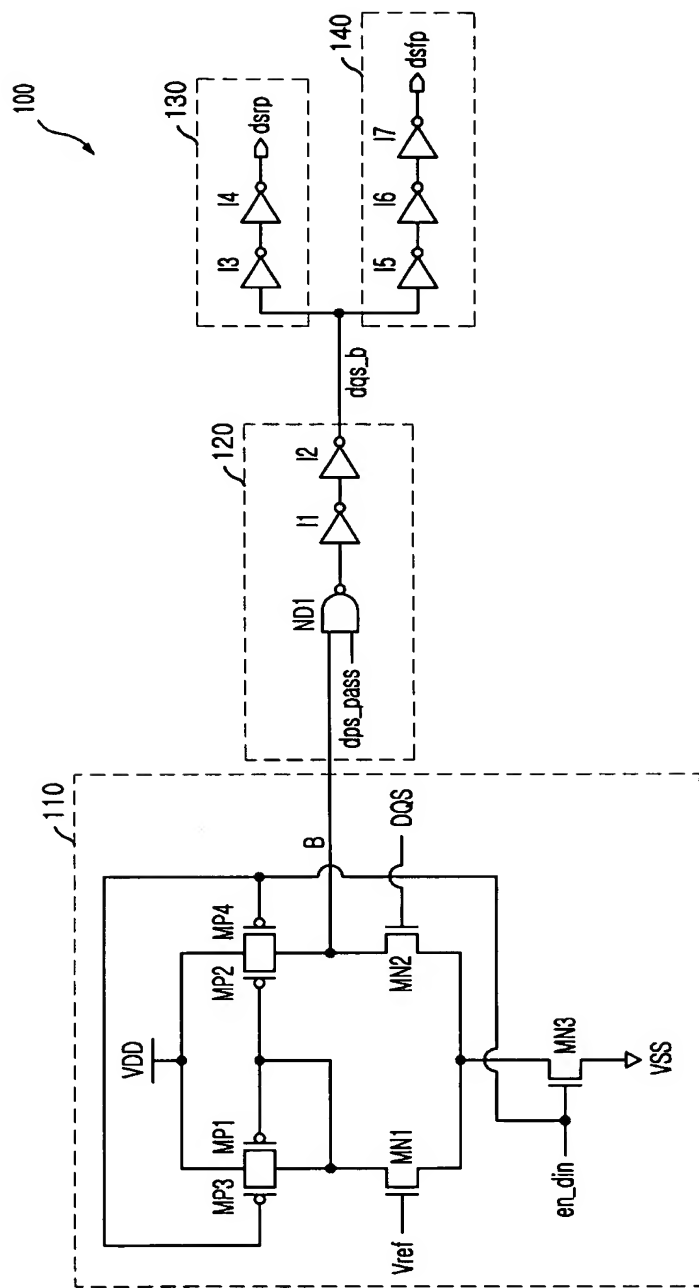 100
110
VDD
MP3
MP1
MP2
MP4
B
Vref
MN1
MN2
DQS
en_din
MN3
VSS
120
ND1
dps_pass
I1
I2
dqs_b
130
I3
I4
dsrp
140
I5
I6
I7
dsfp